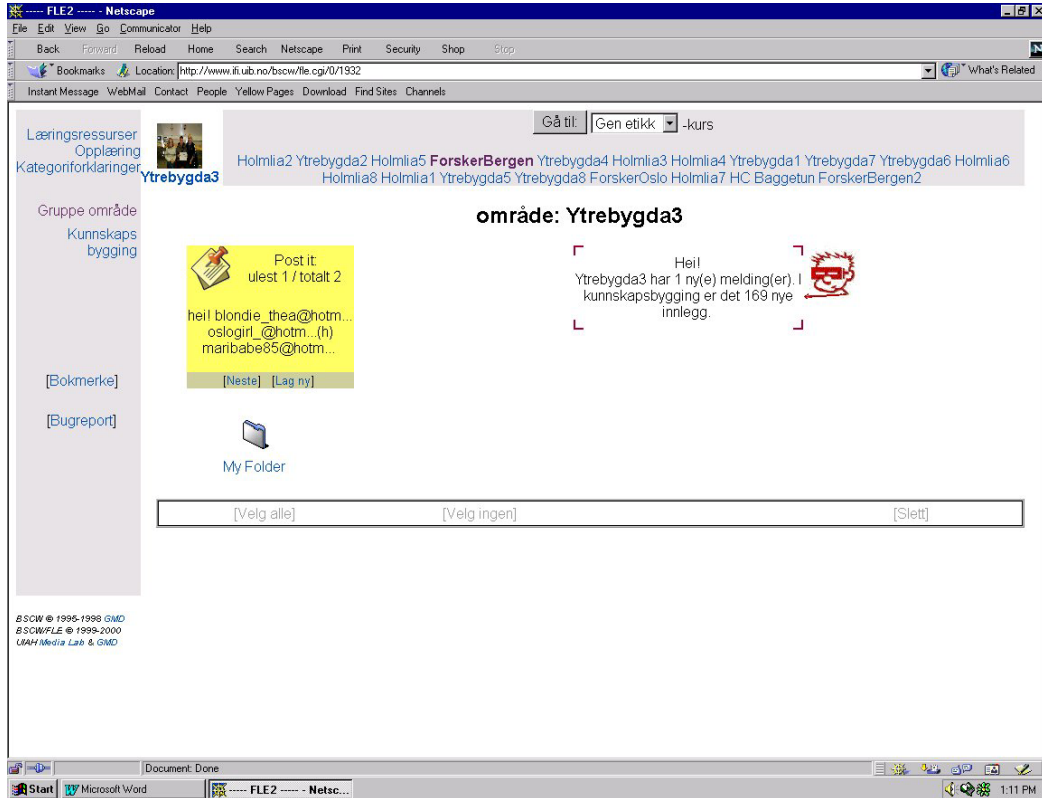 ----- FLE2 ----- - Netscape
File Edit View Go Communicator Help
Back Forward Reload Home Search Netscape Print Security Shop Stop
Bookmarks Location: http://www.ifi.uib.no/bscw/fle.cgi/0/1932 What's Related
Instant Message WebMail Contact People Yellow Pages Download Find Sites Channels
Gå til: Gen etikk -kurs
Læringsressurser
Opplæring
Kategoriforklaringer
Ytrebygda3
Holmlia2 Ytrebygda2 Holmlia5 ForskerBergen Ytrebygda4 Holmlia3 Holmlia4 Ytrebygda1 Ytrebygda7 Ytrebygda6 Holmlia6
Holmlia8 Holmlia1 Ytrebygda5 Ytrebygda8 ForskerOslo Holmlia7 HC Baggetun ForskerBergen2
Gruppe område
Kunnskaps
bygging
[Bokmerke]
[Bugreport]
område: Ytrebygda3
Post it:
ulest 1 / totalt 2
hei! blondie_thea@hotm...
oslogirl_@hotm...(h)
maribabe85@hotm...
[Neste] [Lag ny]
Hei!
Ytrebygda3 har 1 ny(e) melding(er). I
kunnskapsbygging er det 169 nye
innlegg.
My Folder
[Velg alle] [Velg ingen] [Slett]
BSCW © 1995-1998 GMD
BSCW/FLE © 1999-2000
UIAH Media Lab & GMD
Document: Done
Start Microsoft Word ----- FLE2 ----- - Netsc... 1:11 PM